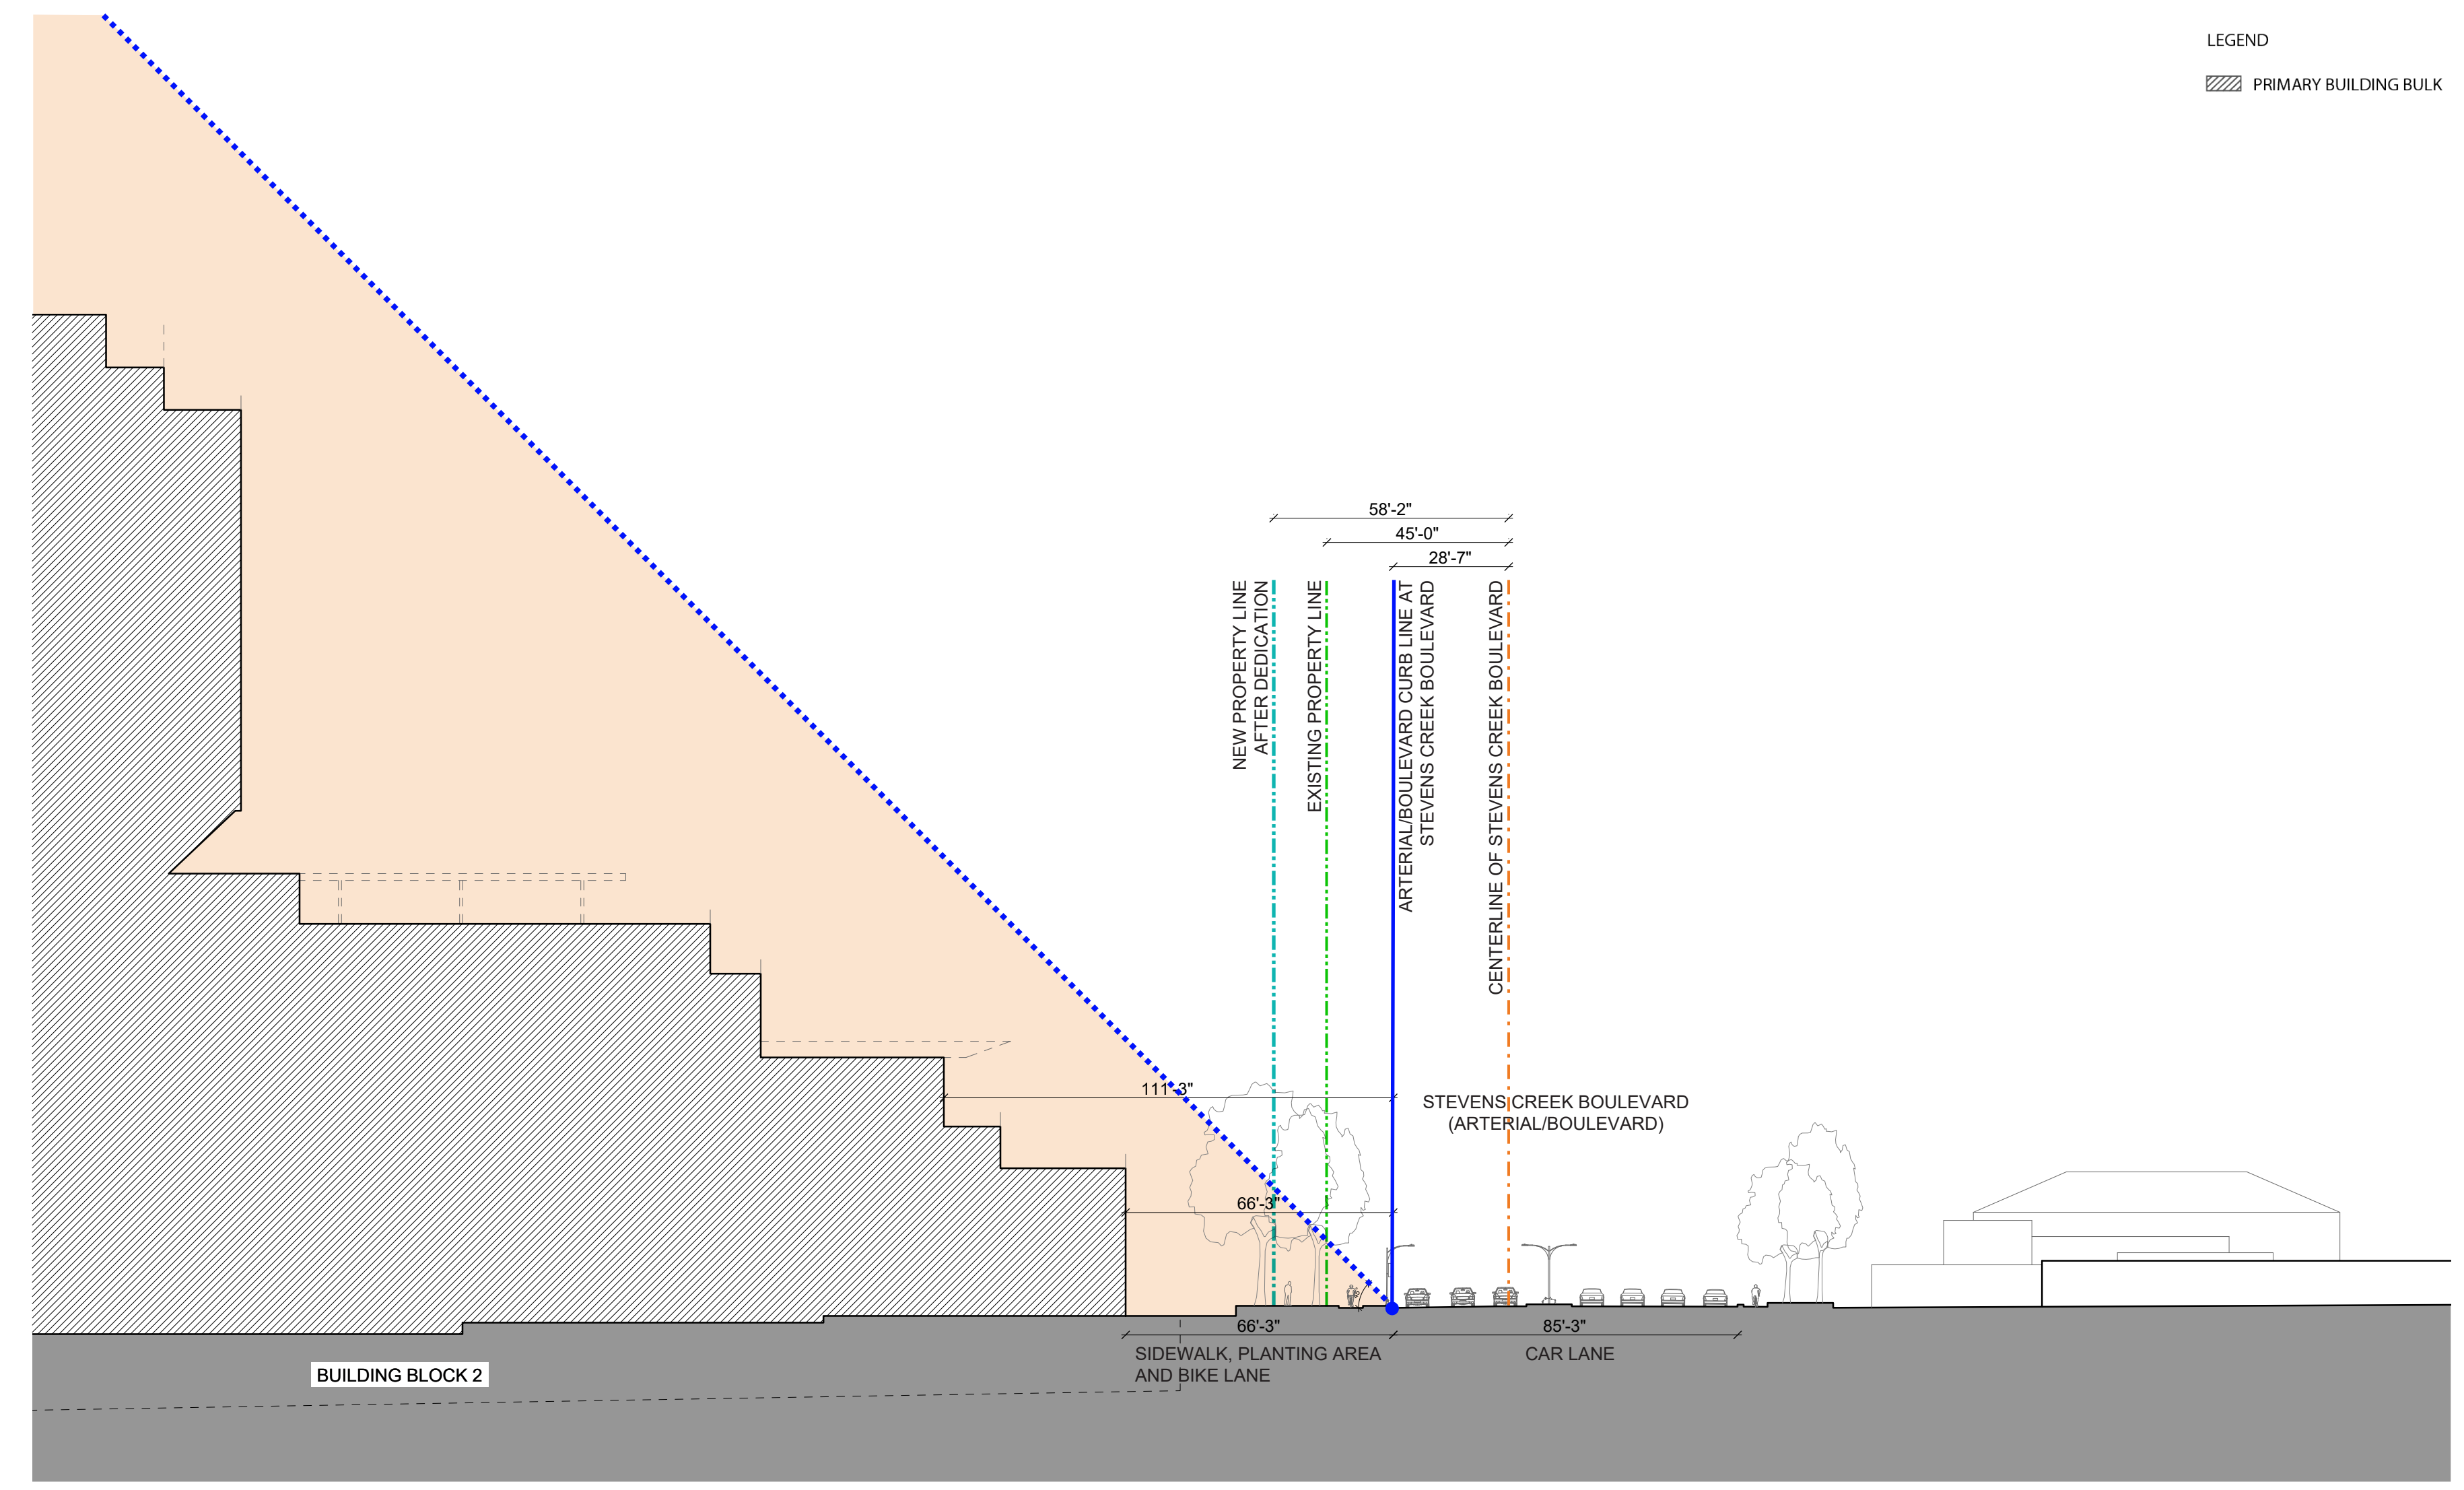 LEGEND
PRIMARY BUILDING BULK
58'-2"
45'-0"
28'-7"
NEW PROPERTY LINE
AFTER DEDICATION
EXISTING PROPERTY LINE
ARTERIAL/BOULEVARD CURB LINE AT
STEVENS CREEK BOULEVARD
CENTERLINE OF STEVENS CREEK BOULEVARD
111'-3"
STEVENS CREEK BOULEVARD
(ARTERIAL/BOULEVARD)
66'-3"
66'-3"
85'-3"
SIDEWALK, PLANTING AREA
AND BIKE LANE
CAR LANE
BUILDING BLOCK 2